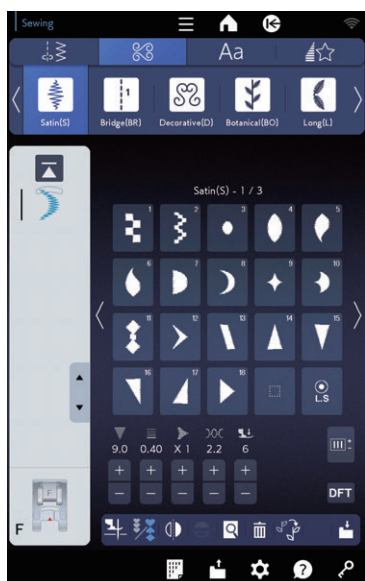 Sewing
Aa
Satin(S) Bridge(BR) Decorative(D) Botanical(BO) Long(L)
Satin(S) - 1 / 3
1 2 3 4 5
6 7 8 9 10
11 12 13 14 15
16 17 18 L.S
9.0 0.40 X 1 2.2 6
+ + + + +
− − − − −
DFT
F
F
?